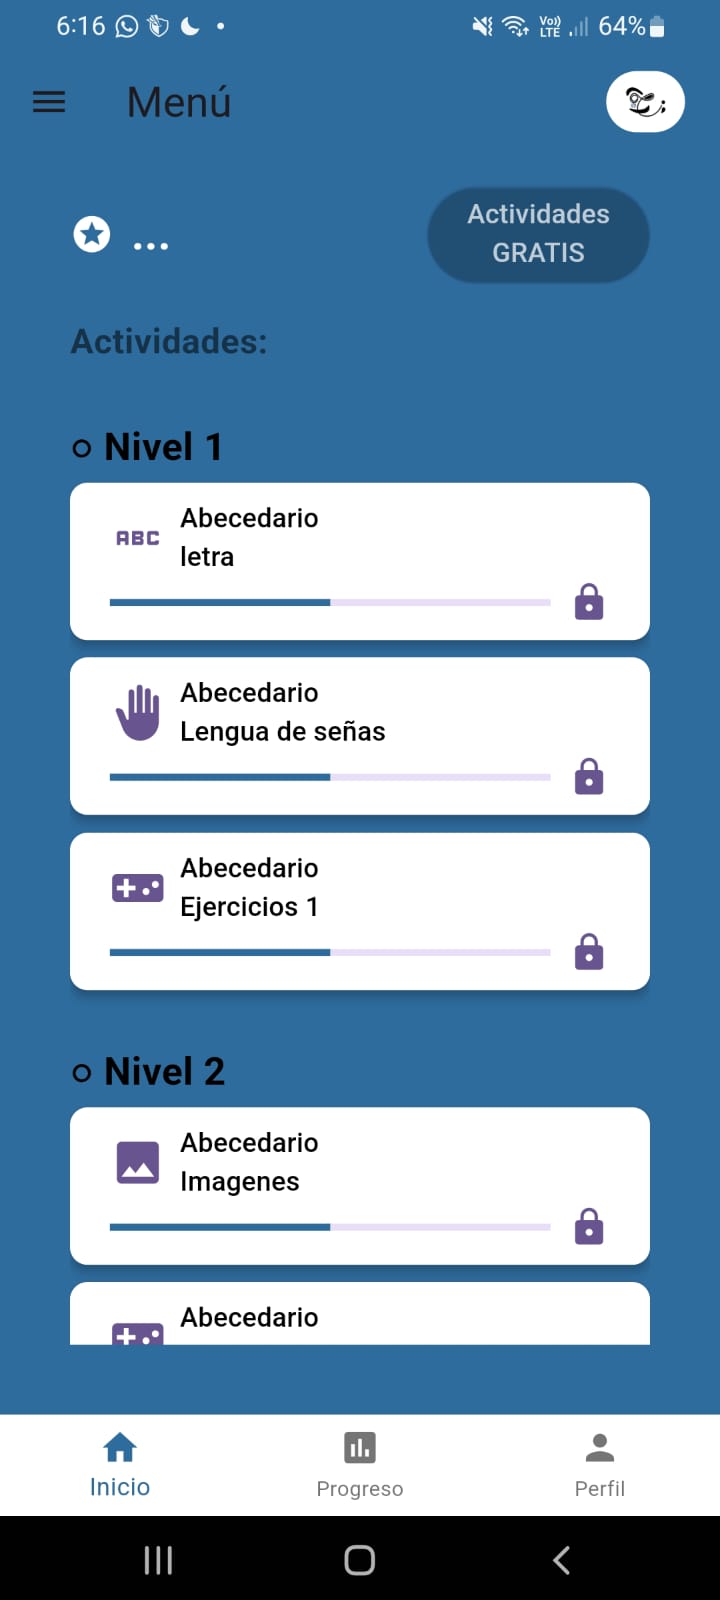 6:16
Vo))
LTE
64%
Menú
...
Actividades
GRATIS
Actividades:
Nivel 1
ABC
Abecedario
letra
Abecedario
Lengua de señas
Abecedario
Ejercicios 1
Nivel 2
Abecedario
Imagenes
Abecedario
Inicio
Progreso
Perfil